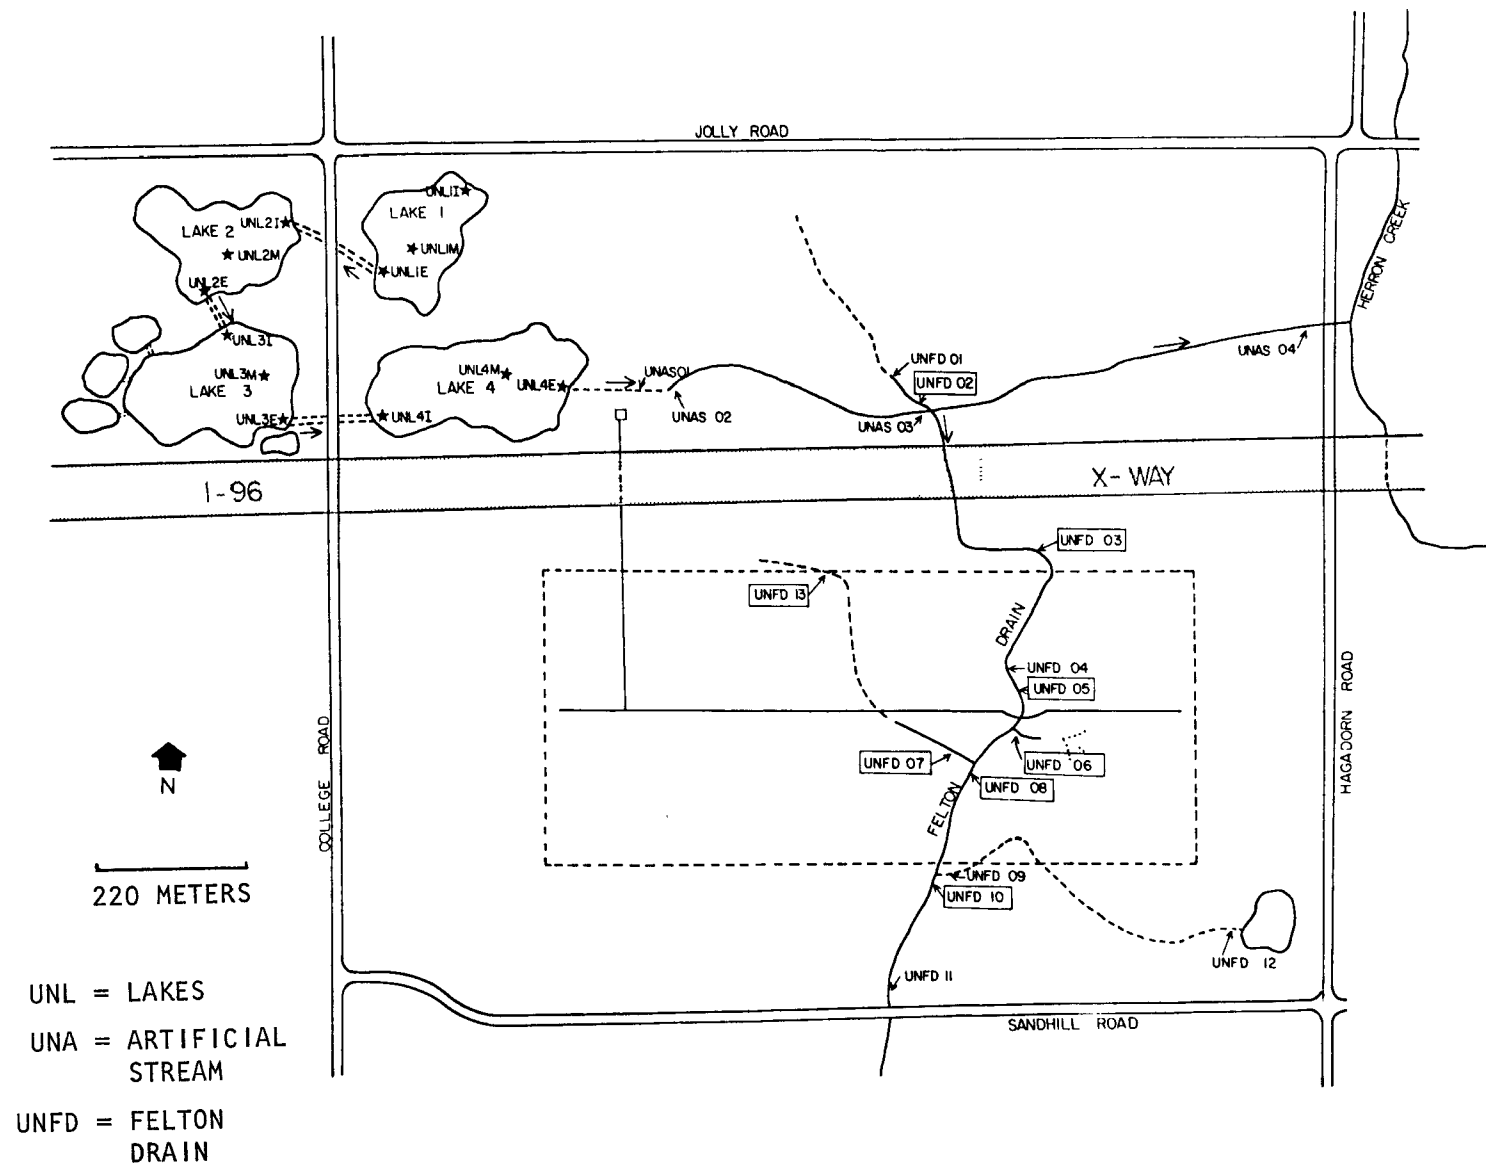 JOLLY ROAD
UNL1I
LAKE 1
UNL1M
UNL1E
LAKE 2
UNL2I
UNL2M
UNL2E
HERRON CREEK
UNL3I
UNL3M
LAKE 3
UNL3E
UNL4M
LAKE 4
UNL4E
UNL4I
UNAS01
UNAS 02
UNFD 01
UNFD 02
UNAS 03
UNAS 04
I-96
X-WAY
UNFD 03
UNFD 13
DRAIN
UNFD 04
UNFD 05
UNFD 06
UNFD 07
UNFD 08
FELTON
UNFD 09
UNFD 10
UNFD 11
UNFD 12
COLLEGE ROAD
HAGADORN ROAD
SANDHILL ROAD
N
220 METERS
UNL = LAKES
UNA = ARTIFICIAL
STREAM
UNFD = FELTON
DRAIN